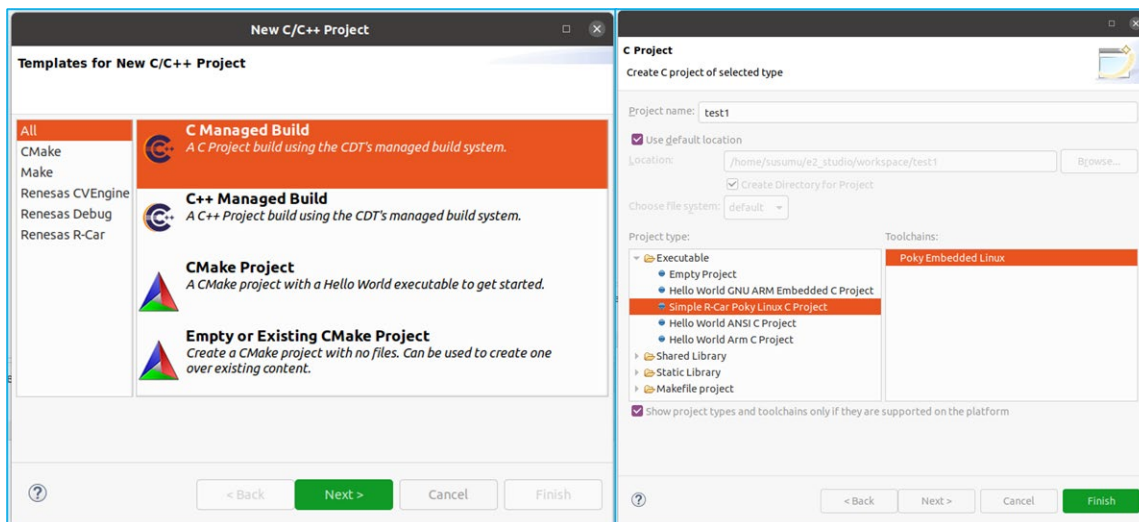 New C/C++ Project
Templates for New C/C++ Project
All
CMake
Make
Renesas CVEngine
Renesas Debug
Renesas R-Car
C Managed Build
A C Project build using the CDT's managed build system.
C++ Managed Build
A C++ Project build using the CDT's managed build system.
CMake Project
A CMake project with a Hello World executable to get started.
Empty or Existing CMake Project
Create a CMake project with no files. Can be used to create one
over existing content.
?
< Back
Next >
Cancel
Finish
C Project
Create C project of selected type
Project name: test1
Use default location
Location: /home/susumu/e2_studio/workspace/test1 Browse...
Create Directory for Project
Choose file system: default
Project type:
Executable
Empty Project
Hello World GNU ARM Embedded C Project
Simple R-Car Poky Linux C Project
Hello World ANSI C Project
Hello World Arm C Project
Shared Library
Static Library
Makefile project
Toolchains:
Poky Embedded Linux
Show project types and toolchains only if they are supported on the platform
?
< Back
Next >
Cancel
Finish